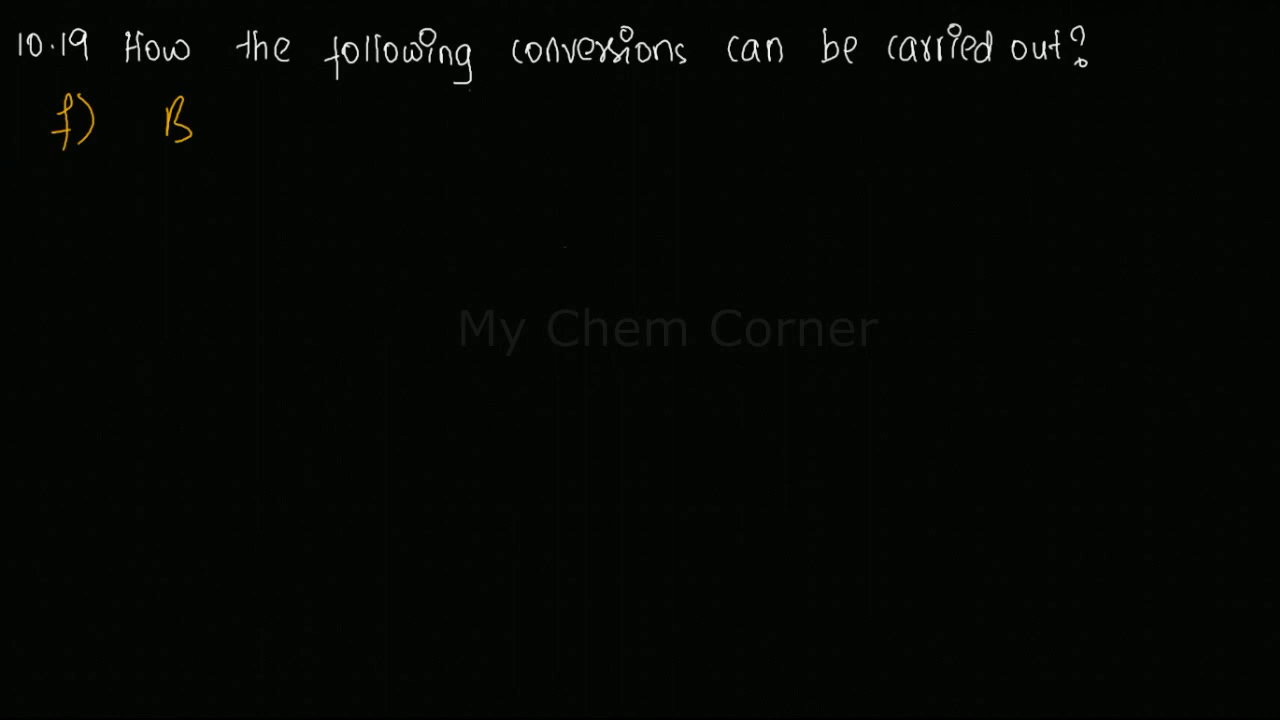 10.19 How the following conversions can be carried out?
f) B
My Chem Corner